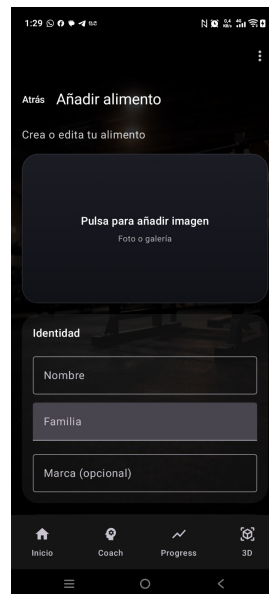 1:29
Atrás Añadir alimento
Crea o edita tu alimento
Pulsa para añadir imagen
Foto o galería
Identidad
Nombre
Familia
Marca (opcional)
Inicio Coach Progress 3D